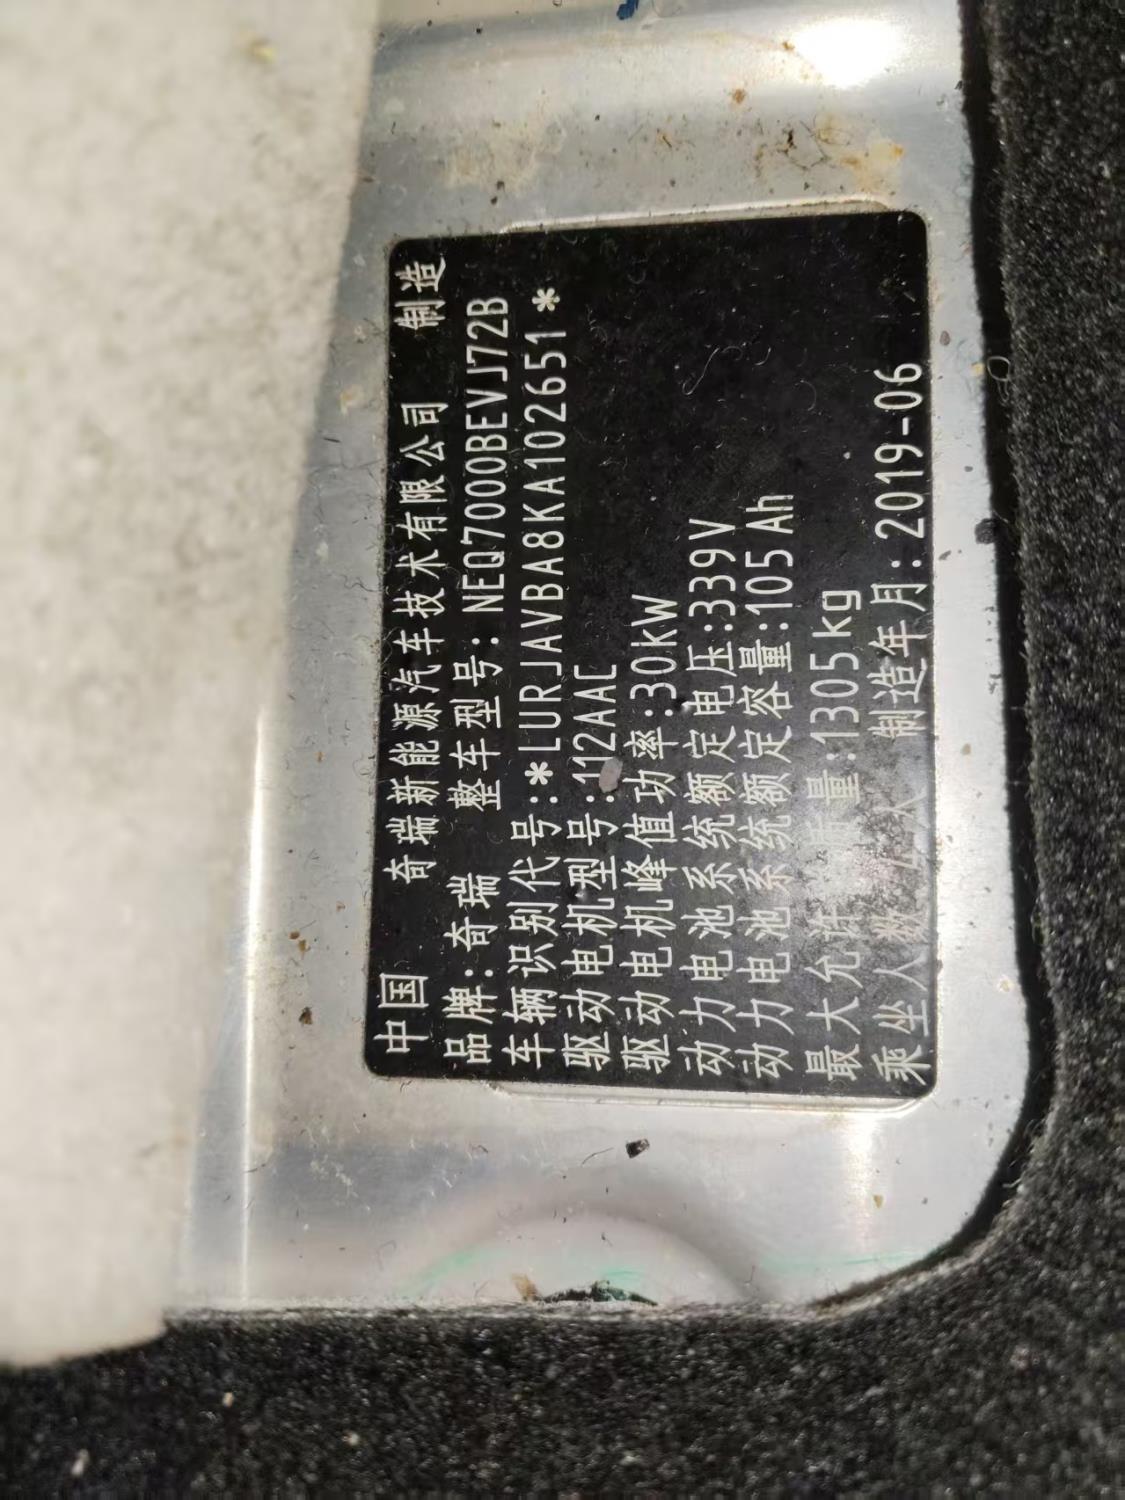 中国 奇瑞新能源汽车技术有限公司 制造
品牌:奇瑞 整车型号:NEQ7000BEVJ72B
车辆识别代号:*LURJAVBA8KA102651*
驱动电机型号:112AAC
驱动电机峰值功率:30kW
动力电池系统额定电压:339V
动力电池系统额定容量:105Ah
最大允许 质量:1305kg
乘坐人数 4人 制造年月:2019-06